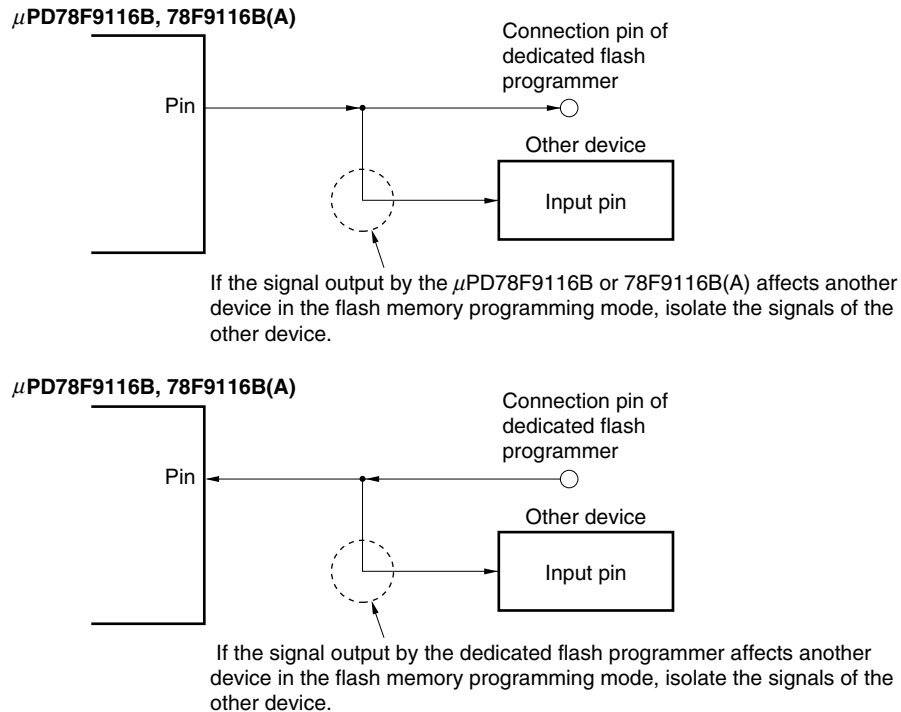 μPD78F9116B, 78F9116B(A)
Connection pin of
dedicated flash
programmer
Pin
Other device
Input pin
If the signal output by the μPD78F9116B or 78F9116B(A) affects another
device in the flash memory programming mode, isolate the signals of the
other device.
μPD78F9116B, 78F9116B(A)
Connection pin of
dedicated flash
programmer
Pin
Other device
Input pin
If the signal output by the dedicated flash programmer affects another
device in the flash memory programming mode, isolate the signals of the
other device.